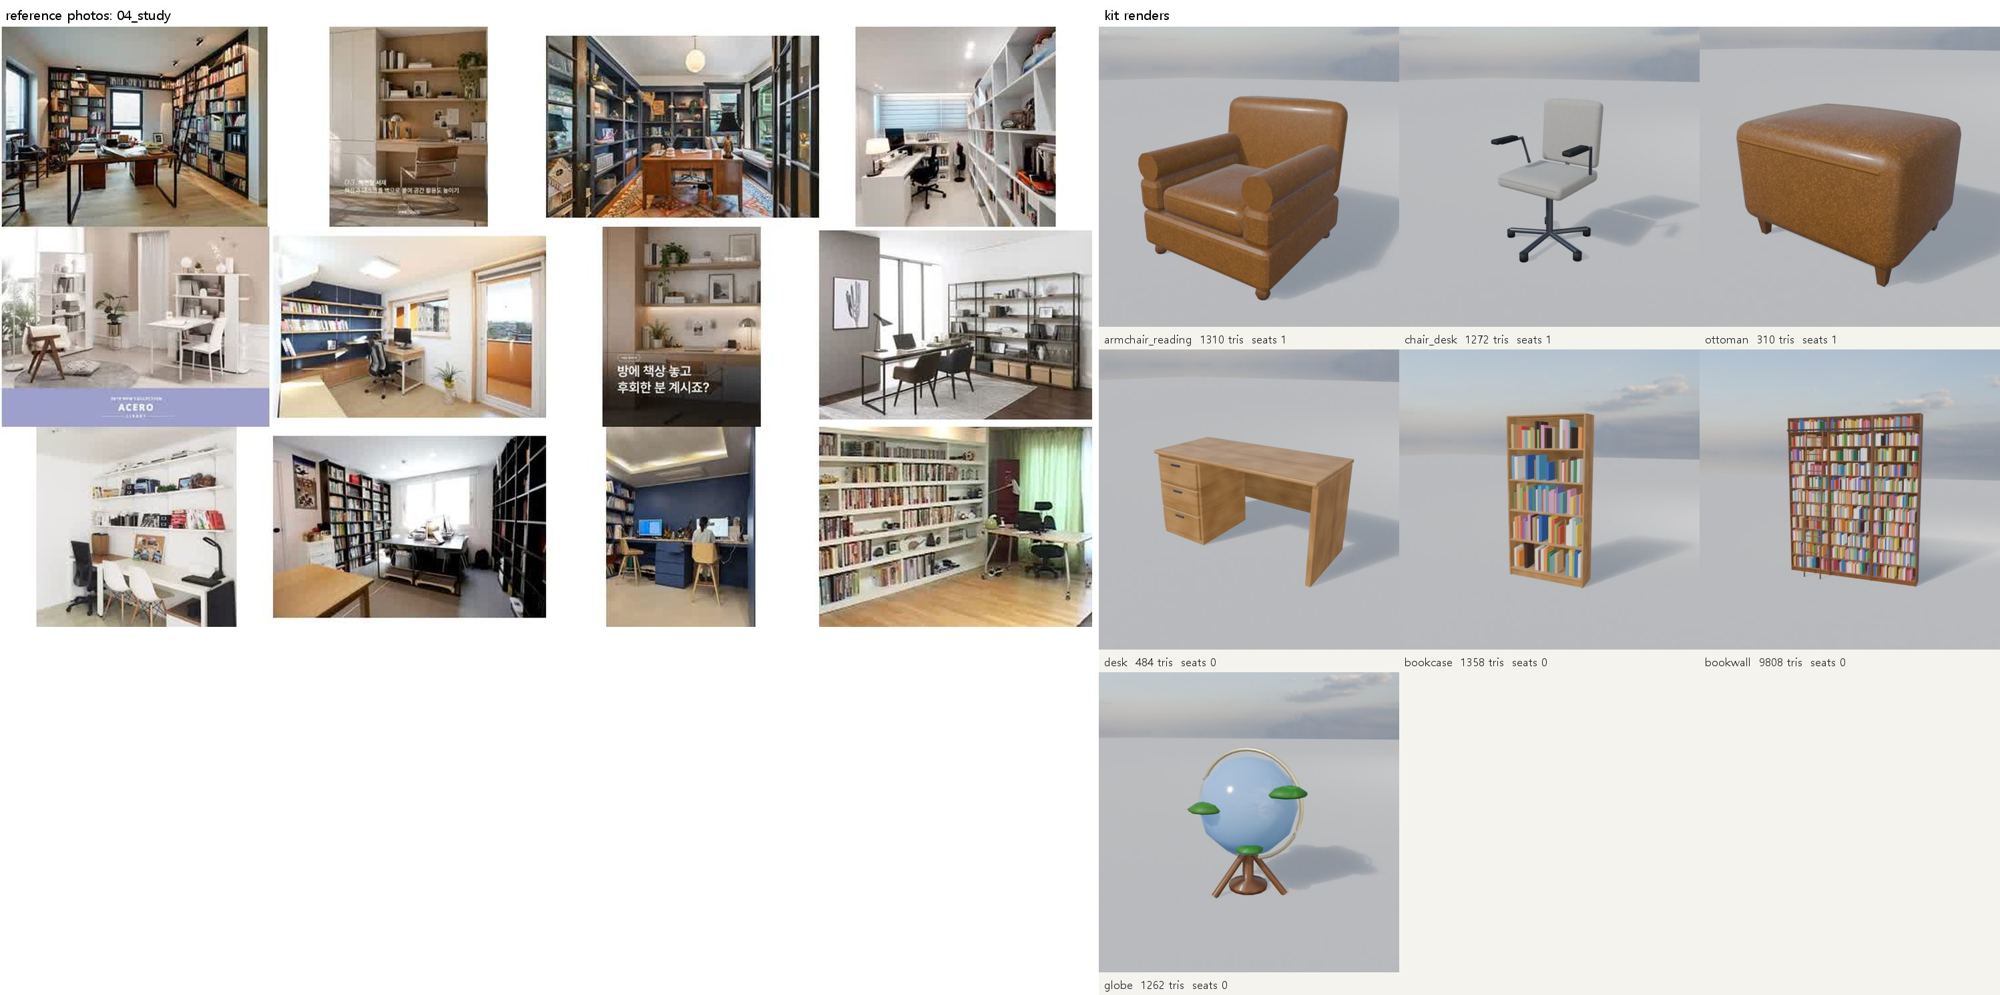 reference photos: 04_study
kit renders
ACERO
방에 책상 놓고
후회한 분 계시죠?
armchair_reading 1310 tris seats 1
chair_desk 1272 tris seats 1
ottoman 310 tris seats 1
desk 484 tris seats 0
bookcase 1358 tris seats 0
bookwall 9808 tris seats 0
globe 1262 tris seats 0